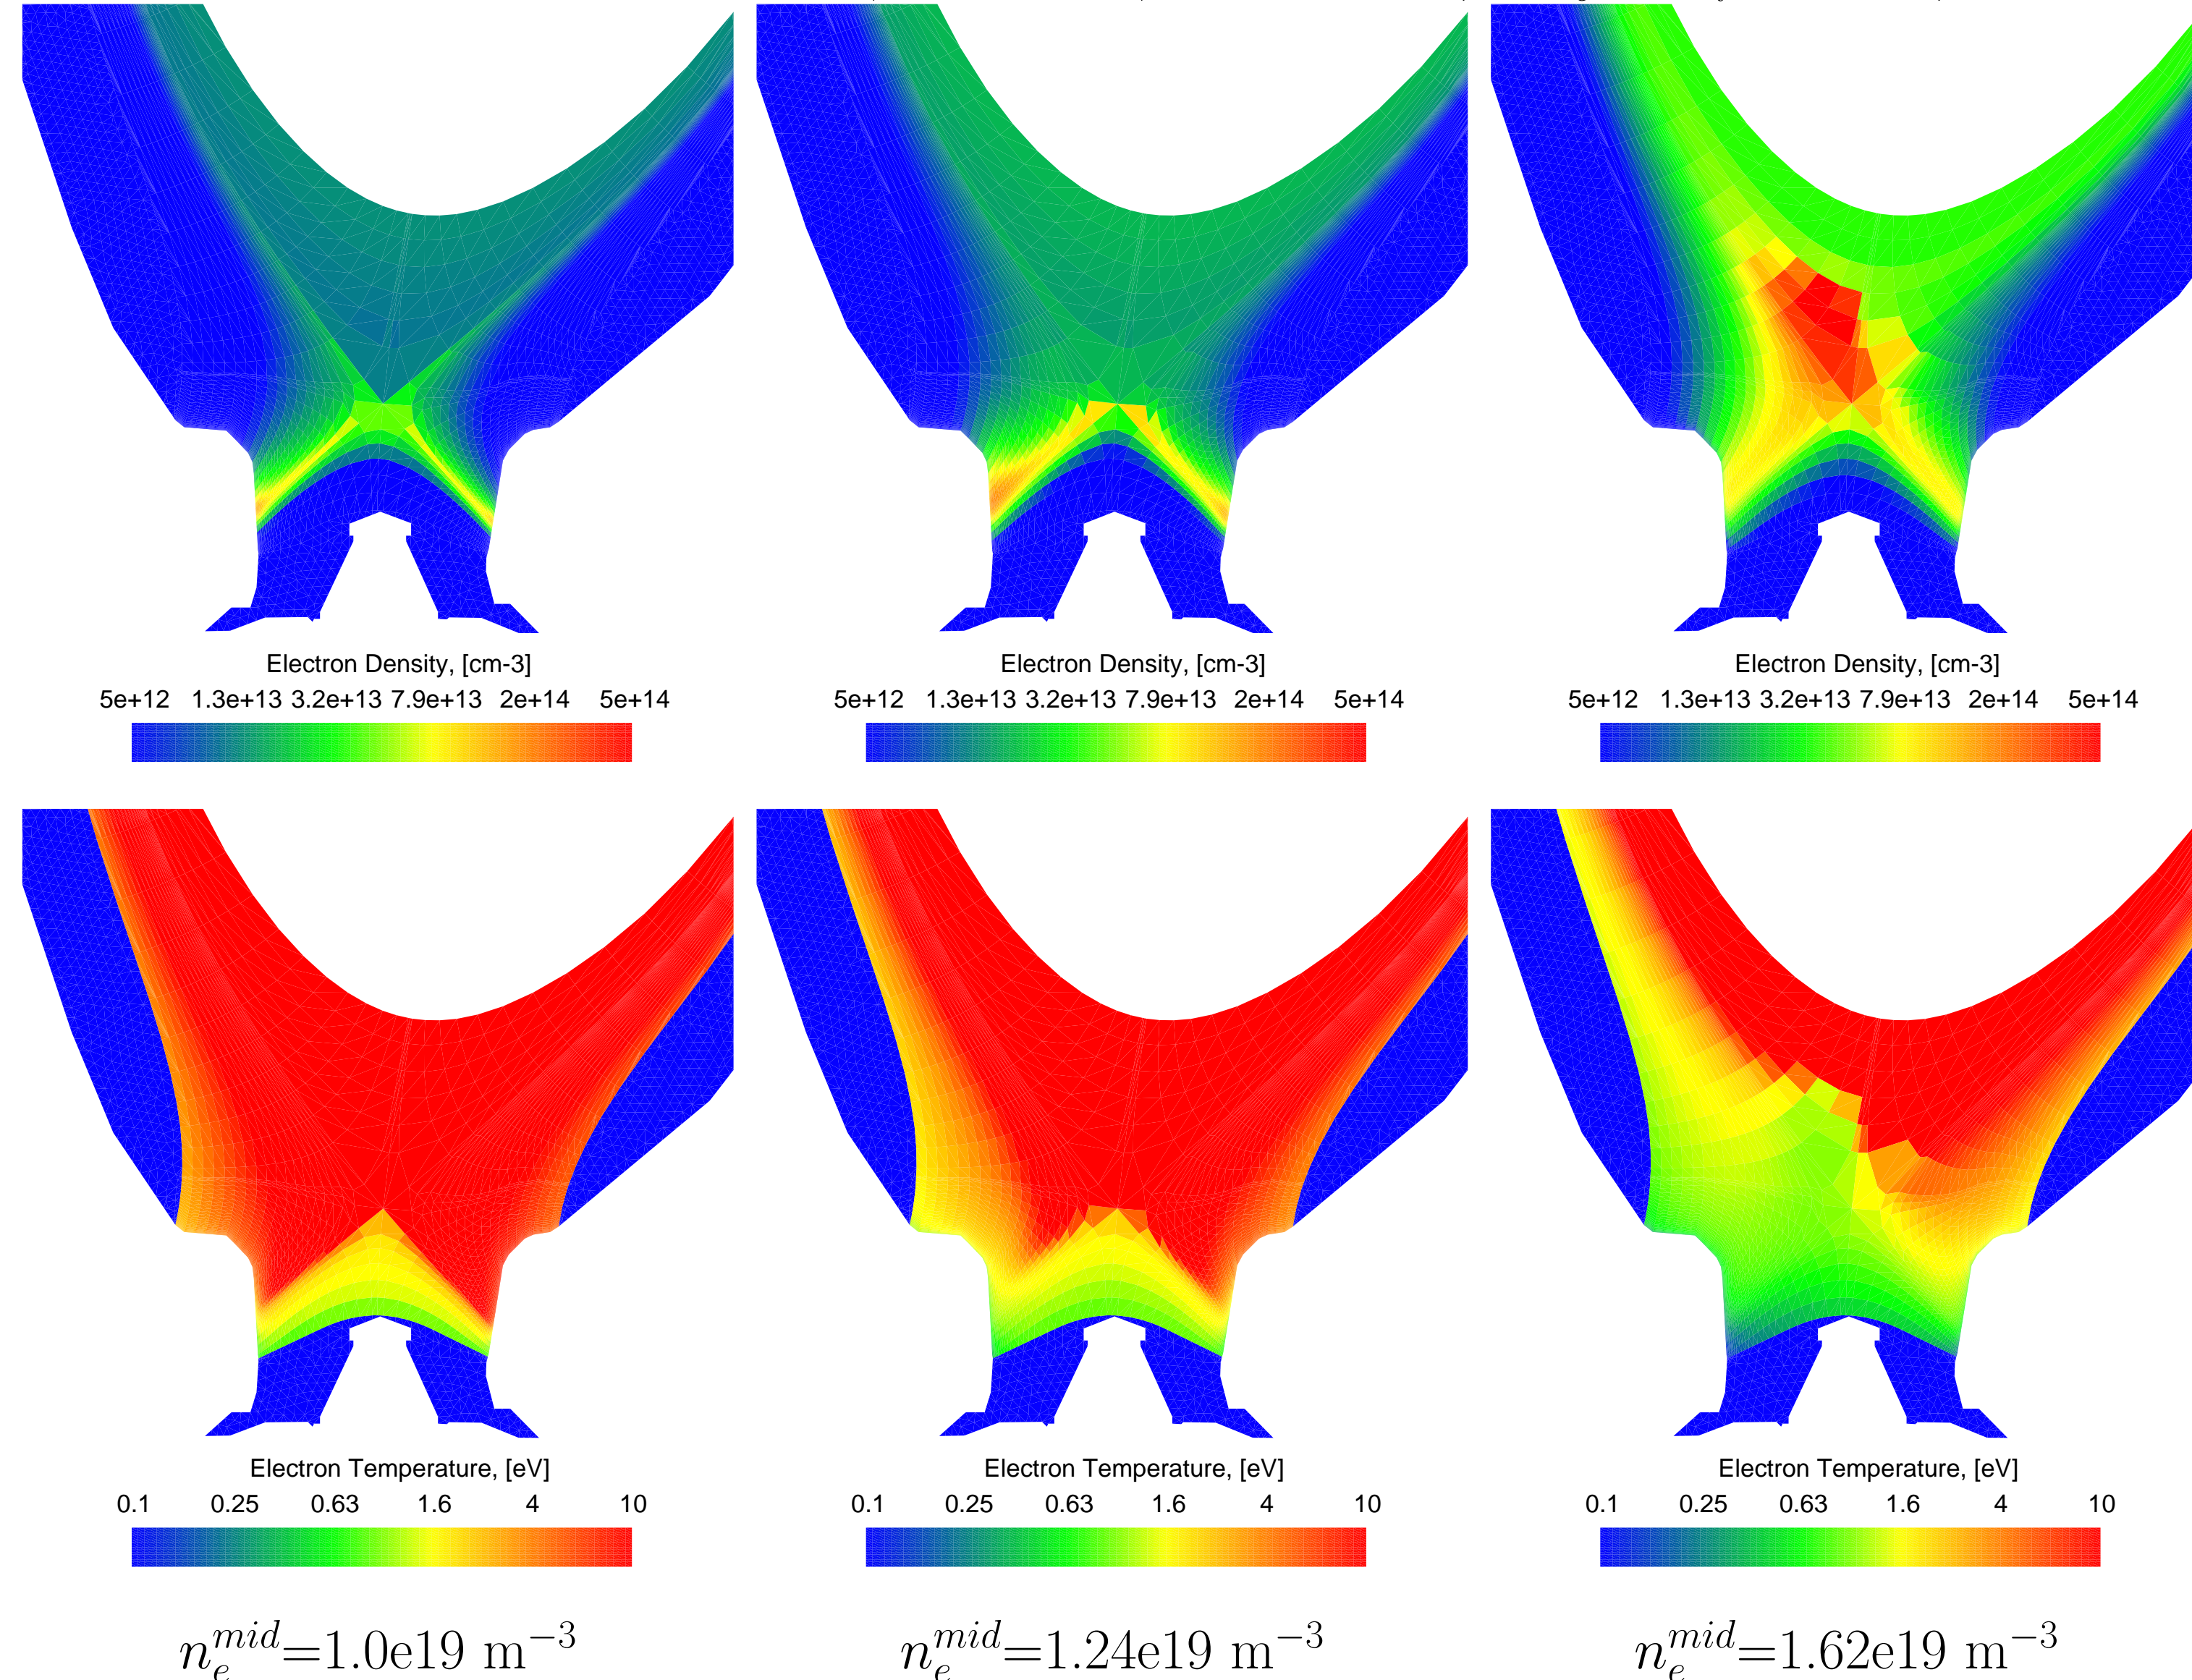 Electron Density, [cm-3] Electron Density, [cm-3] Electron Density, [cm-3]
5e+12 1.3e+13 3.2e+13 7.9e+13 2e+14 5e+14 5e+12 1.3e+13 3.2e+13 7.9e+13 2e+14 5e+14 5e+12 1.3e+13 3.2e+13 7.9e+13 2e+14 5e+14
Electron Temperature, [eV] Electron Temperature, [eV] Electron Temperature, [eV]
0.1 0.25 0.63 1.6 4 10 0.1 0.25 0.63 1.6 4 10 0.1 0.25 0.63 1.6 4 10
n_e^{mid}=1.0e19 m^{−3} n_e^{mid}=1.24e19 m^{−3} n_e^{mid}=1.62e19 m^{−3}